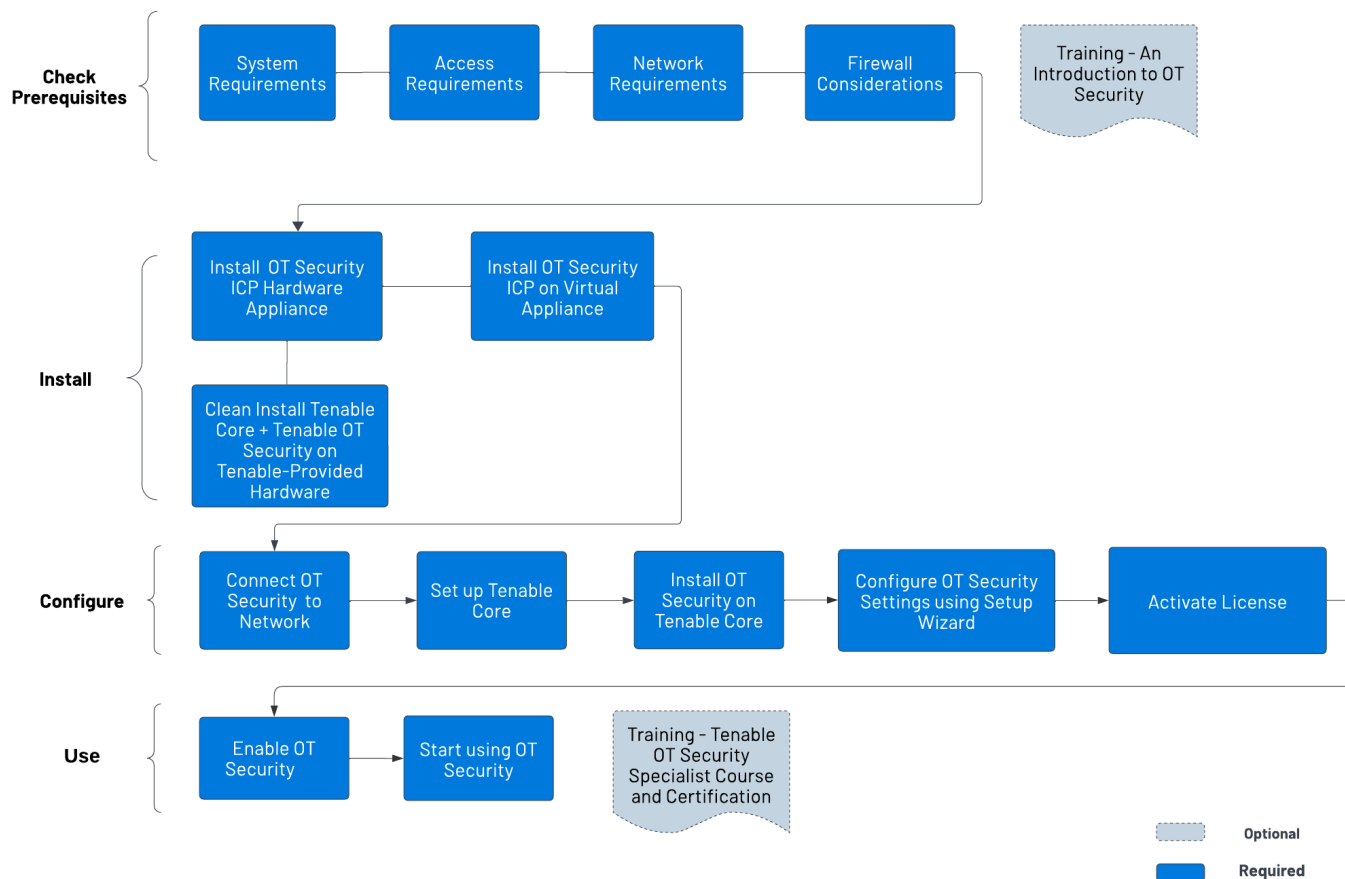 Check
Prerequisites
System
Requirements
Access
Requirements
Network
Requirements
Firewall
Considerations
Training - An
Introduction to OT
Security
Install
Install OT Security
ICP Hardware
Appliance
Install OT Security
ICP on Virtual
Appliance
Clean Install Tenable
Core + Tenable OT
Security on
Tenable-Provided
Hardware
Configure
Connect OT
Security to
Network
Set up Tenable
Core
Install OT
Security on
Tenable Core
Configure OT Security
Settings using Setup
Wizard
Activate License
Use
Enable OT
Security
Start using OT
Security
Training - Tenable
OT Security
Specialist Course
and Certification
Optional
Required